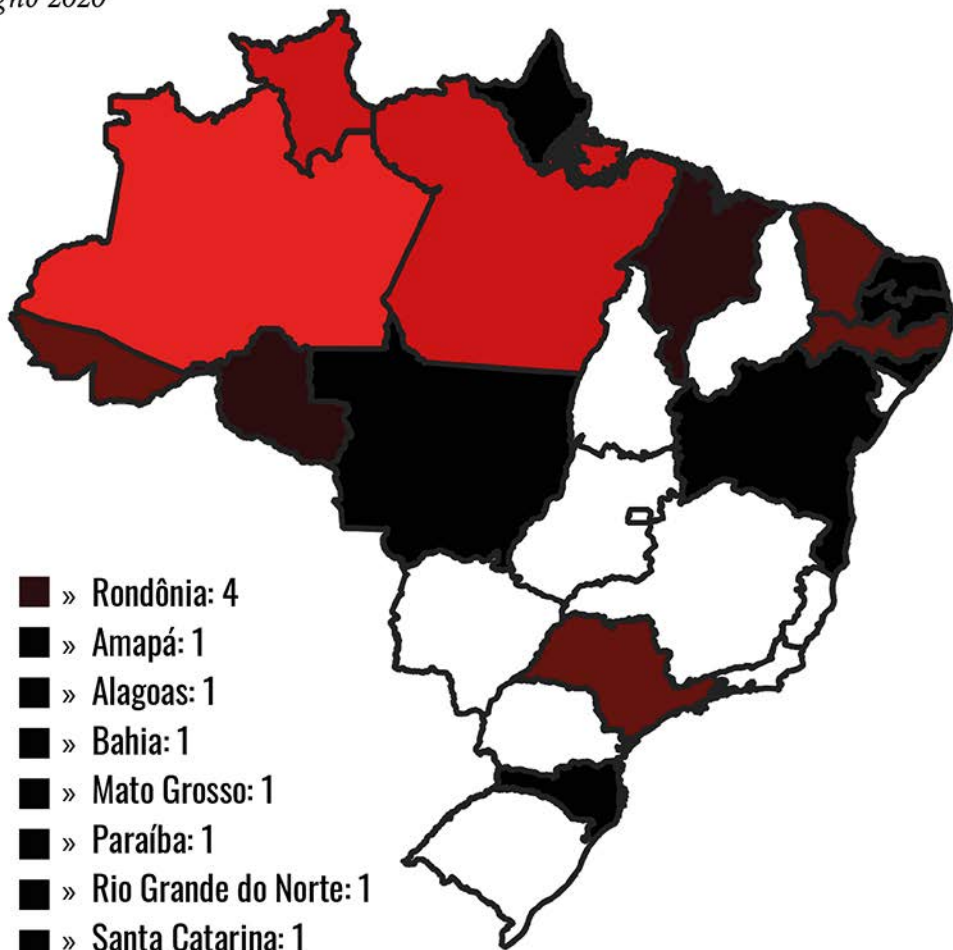 2020
» Rondônia: 4
» Amapá: 1
» Alagoas: 1
» Bahia: 1
» Mato Grosso: 1
» Paraíba: 1
» Rio Grande do Norte: 1
» Santa Catarina: 1